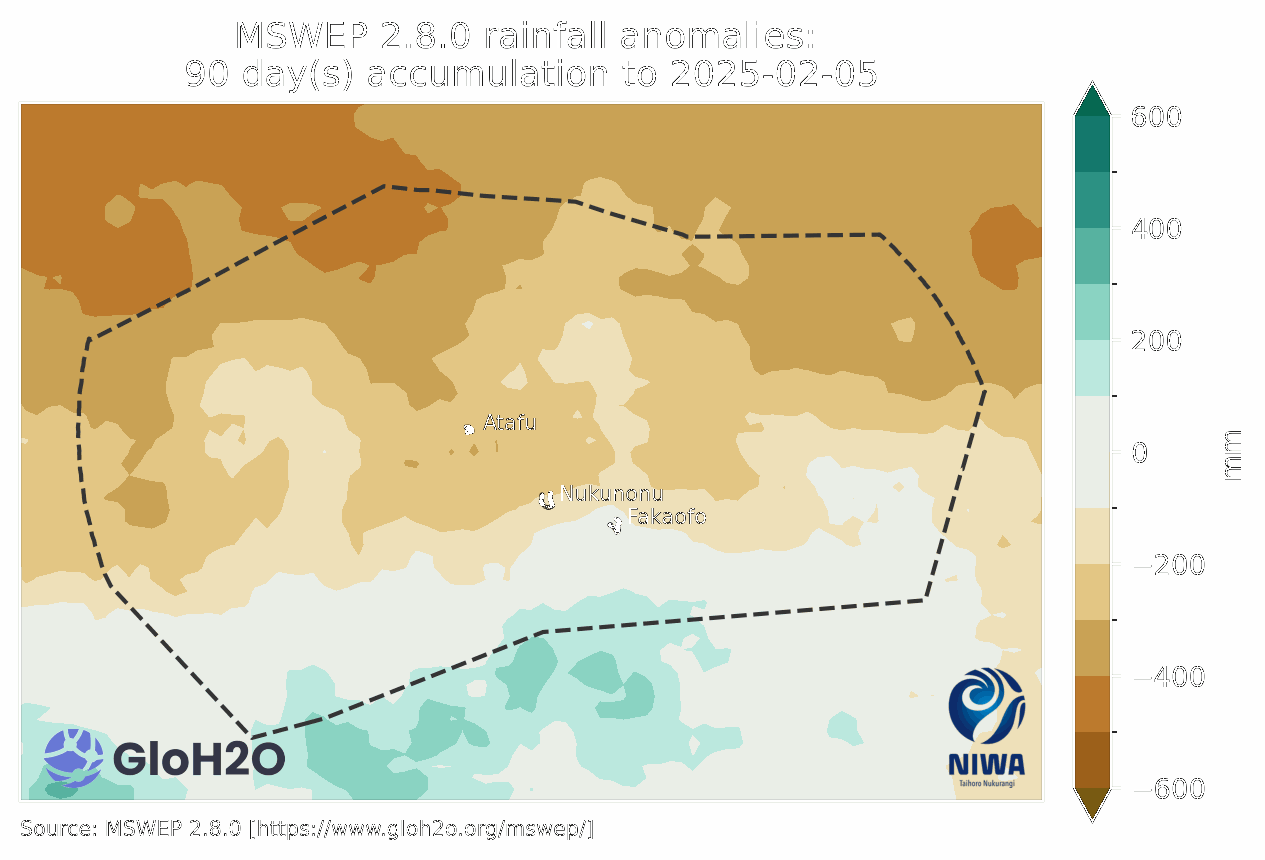 MSWEP 2.8.0 rainfall anomalies:
90 day(s) accumulation to 2025-02-05
600
400
200
0
−200
−400
−600
mm
Atafu
Nukunonu
Fakaofo
GloH2O
NIWA
Taihoro Nukurangi
Source: MSWEP 2.8.0 [https://www.gloh2o.org/mswep/]